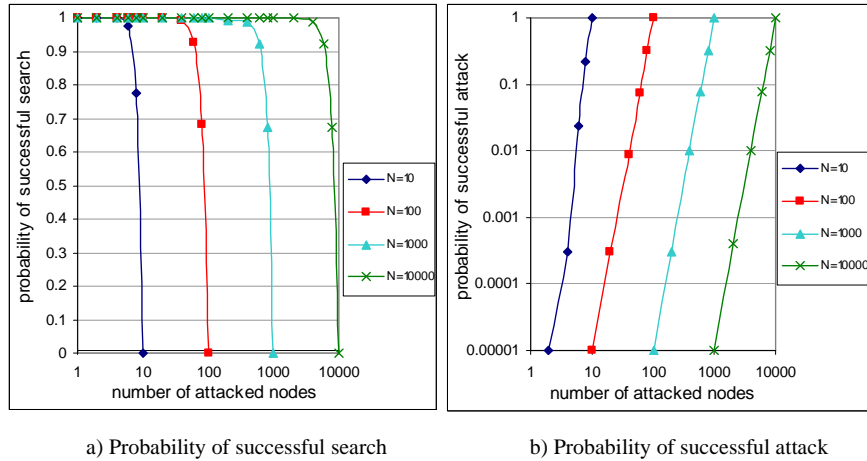 probability of successful search
1
0.9
0.8
0.7
0.6
0.5
0.4
0.3
0.2
0.1
0
1
10
100
1000
10000
number of attacked nodes
N=10
N=100
N=1000
N=10000
probability of successful attack
1
0.1
0.01
0.001
0.0001
0.00001
1
10
100
1000
10000
number of attacked nodes
N=10
N=100
N=1000
N=10000
a) Probability of successful search
b) Probability of successful attack